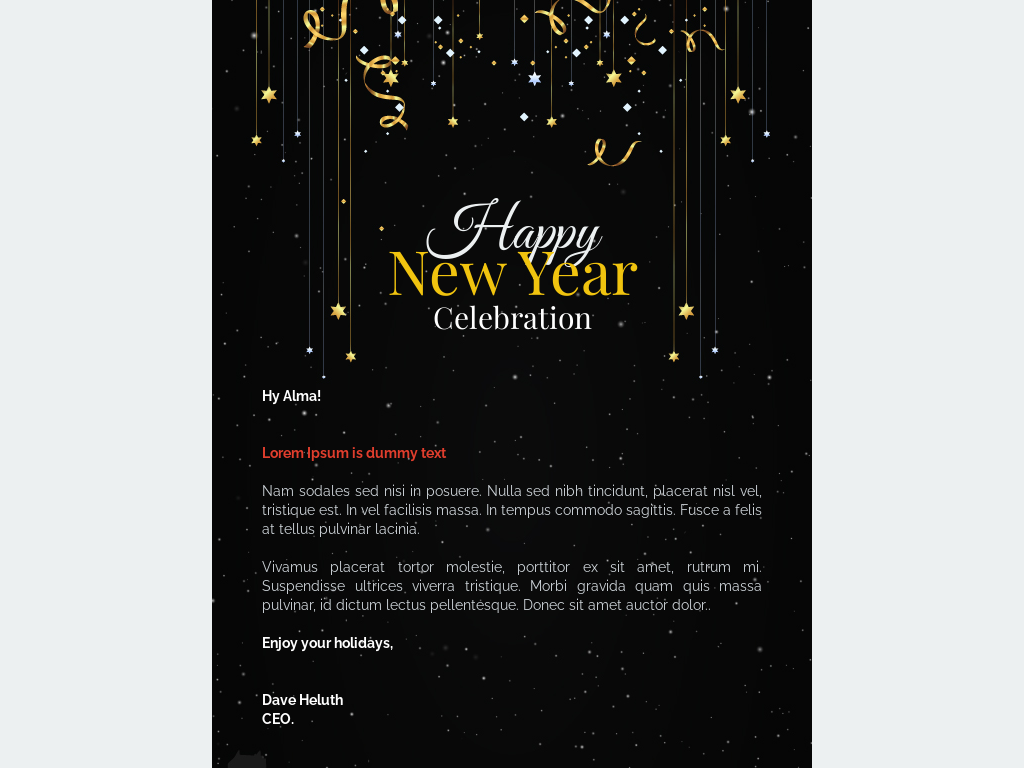 Happy
New Year
Celebration
Hy Alma!
Lorem Ipsum is dummy text
Nam sodales sed nisi in posuere. Nulla sed nibh tincidunt, placerat nisl vel,
tristique est. In vel facilisis massa. In tempus commodo sagittis. Fusce a felis
at tellus pulvinar lacinia.
Vivamus placerat tortor molestie, porttitor ex sit amet, rutrum mi.
Suspendisse ultrices viverra tristique. Morbi gravida quam quis massa
pulvinar, id dictum lectus pellentesque. Donec sit amet auctor dolor..
Enjoy your holidays,
Dave Heluth
CEO.